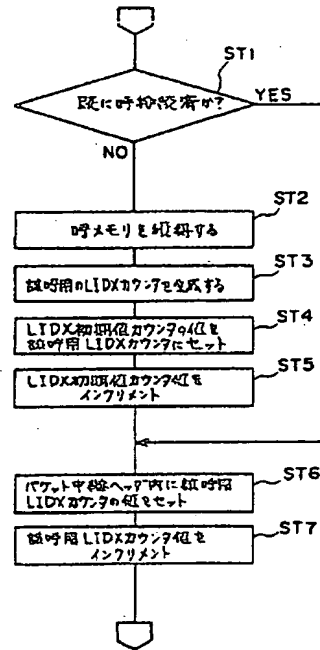 ST1
既に呼接続済か?
YES
NO
ST2
呼メモリを獲得する
ST3
該呼用のLIDXカウンタを生成する
ST4
LIDX初期値カウンタの値を
該呼用LIDXカウンタにセット
ST5
LIDX初期値カウンタ値を
インクリメント
ST6
パケット中継ヘッダ内に該呼用
LIDXカウンタの値をセット
ST7
該呼用LIDXカウンタ値を
インクリメント